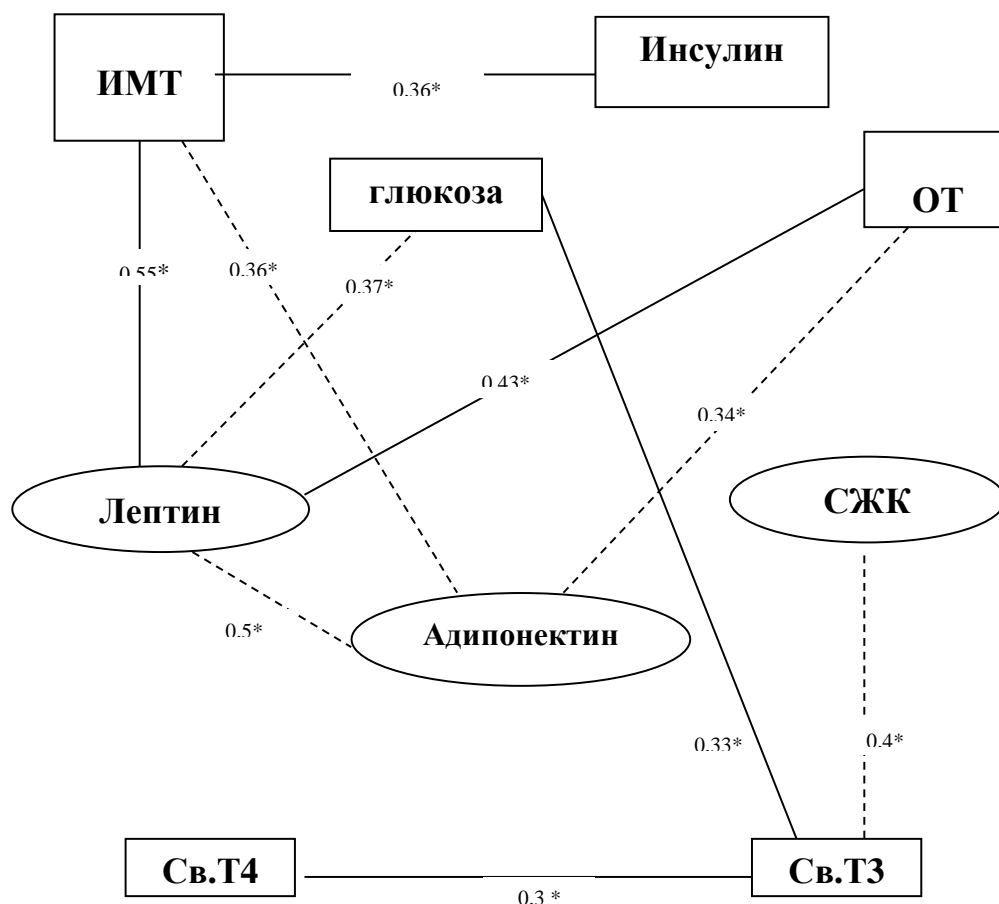 Инсулин
ИМТ
0,36*
глюкоза
ОТ
0,55*
0,36*
0,37*
0,43*
0,34*
Лептин
СЖК
0,5*
Адипонектин
0,33*
0,4*
Св.Т4
Св.Т3
0,3 *